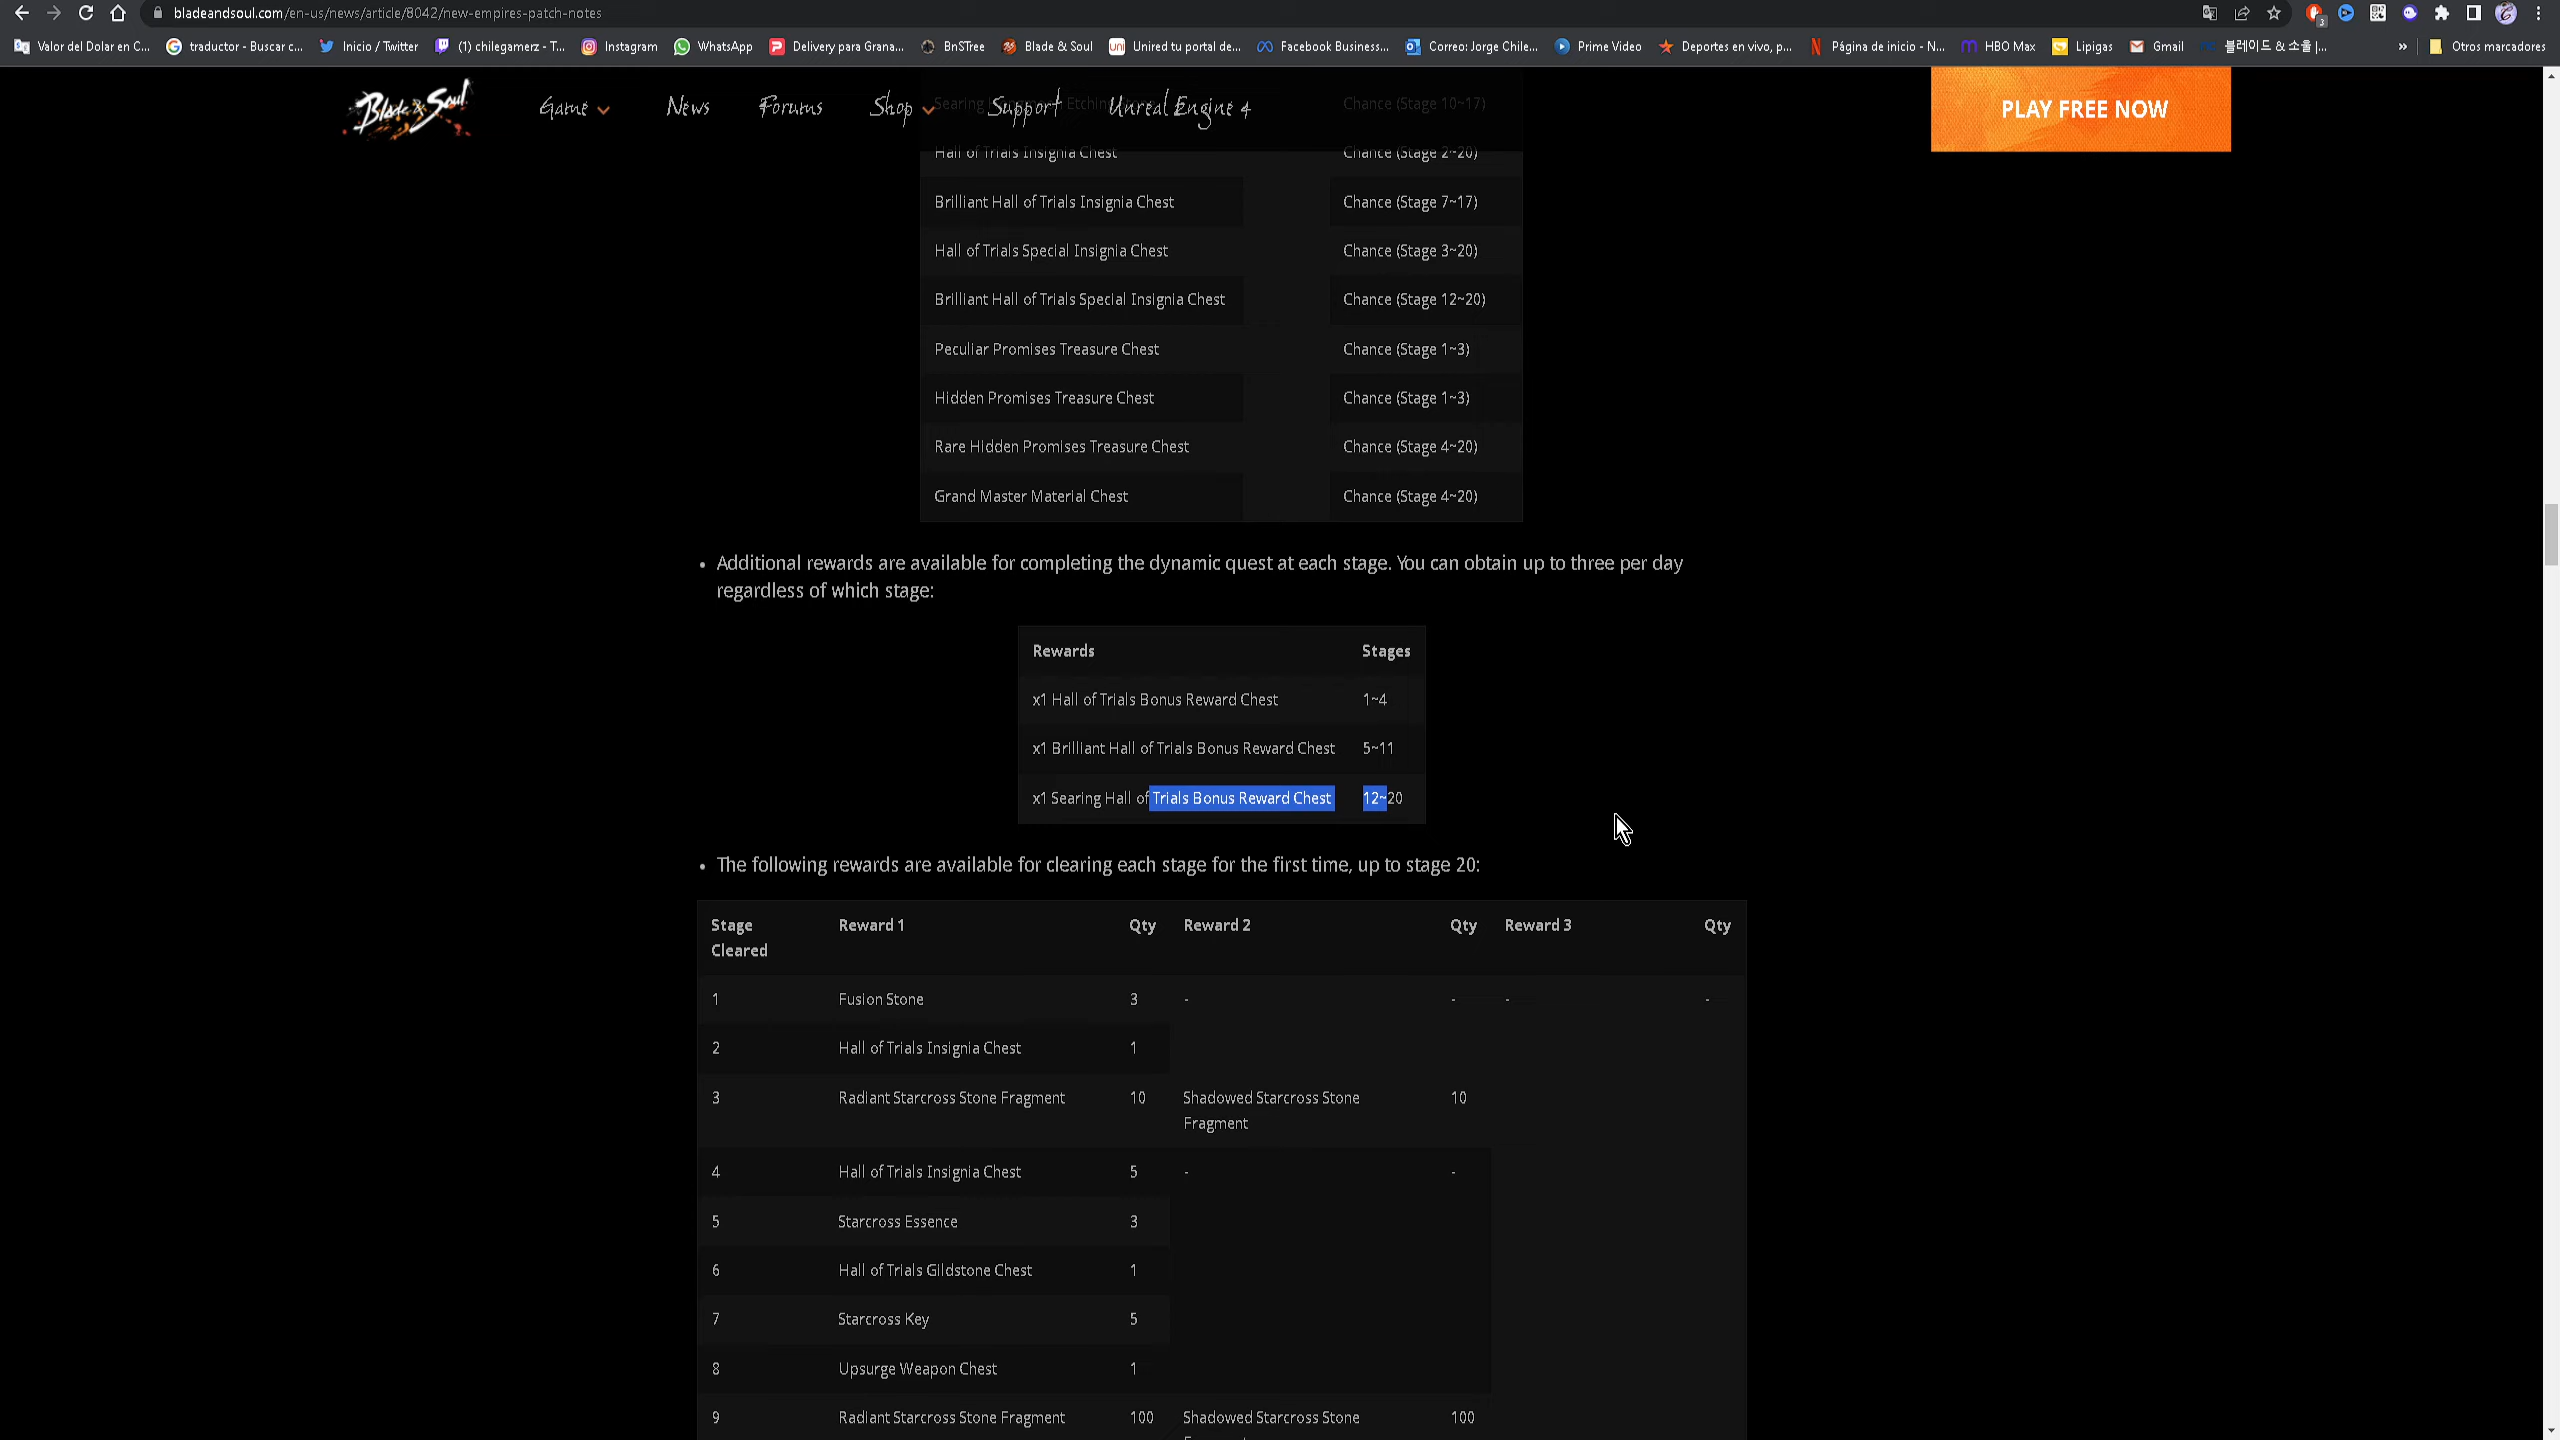 bladeandsoul.com/en-us/news/article/8042/new-empires-patch-notes
3
Valor del Dolar en C...
traductor - Buscar c...
Inicio / Twitter
(1) chilegamerz - T...
Instagram
WhatsApp
Delivery para Grana...
BnSTree
Blade & Soul
Unired tu portal de...
Facebook Business...
Correo: Jorge Chile...
Prime Video
Deportes en vivo, p...
Página de inicio - N...
HBO Max
Lipigas
Gmail
블레이드 & 소울 |...
»
Otros marcadores
Blade & Soul
Game
News
Forums
Shop
Support
Unreal Engine 4
PLAY FREE NOW
Searing Etching Chance (Stage 10~17)
Hall of Trials Insignia Chest Chance (Stage 2~20)
Brilliant Hall of Trials Insignia Chest Chance (Stage 7~17)
Hall of Trials Special Insignia Chest Chance (Stage 3~20)
Brilliant Hall of Trials Special Insignia Chest Chance (Stage 12~20)
Peculiar Promises Treasure Chest Chance (Stage 1~3)
Hidden Promises Treasure Chest Chance (Stage 1~3)
Rare Hidden Promises Treasure Chest Chance (Stage 4~20)
Grand Master Material Chest Chance (Stage 4~20)
• Additional rewards are available for completing the dynamic quest at each stage. You can obtain up to three per day
regardless of which stage:
Rewards Stages
x1 Hall of Trials Bonus Reward Chest 1~4
x1 Brilliant Hall of Trials Bonus Reward Chest 5~11
x1 Searing Hall of Trials Bonus Reward Chest 12~20
• The following rewards are available for clearing each stage for the first time, up to stage 20:
Stage Reward 1 Qty Reward 2 Qty Reward 3 Qty
Cleared
1 Fusion Stone 3 - - - -
2 Hall of Trials Insignia Chest 1
3 Radiant Starcross Stone Fragment 10 Shadowed Starcross Stone 10
Fragment
4 Hall of Trials Insignia Chest 5 - -
5 Starcross Essence 3
6 Hall of Trials Gildstone Chest 1
7 Starcross Key 5
8 Upsurge Weapon Chest 1
9 Radiant Starcross Stone Fragment 100 Shadowed Starcross Stone 100